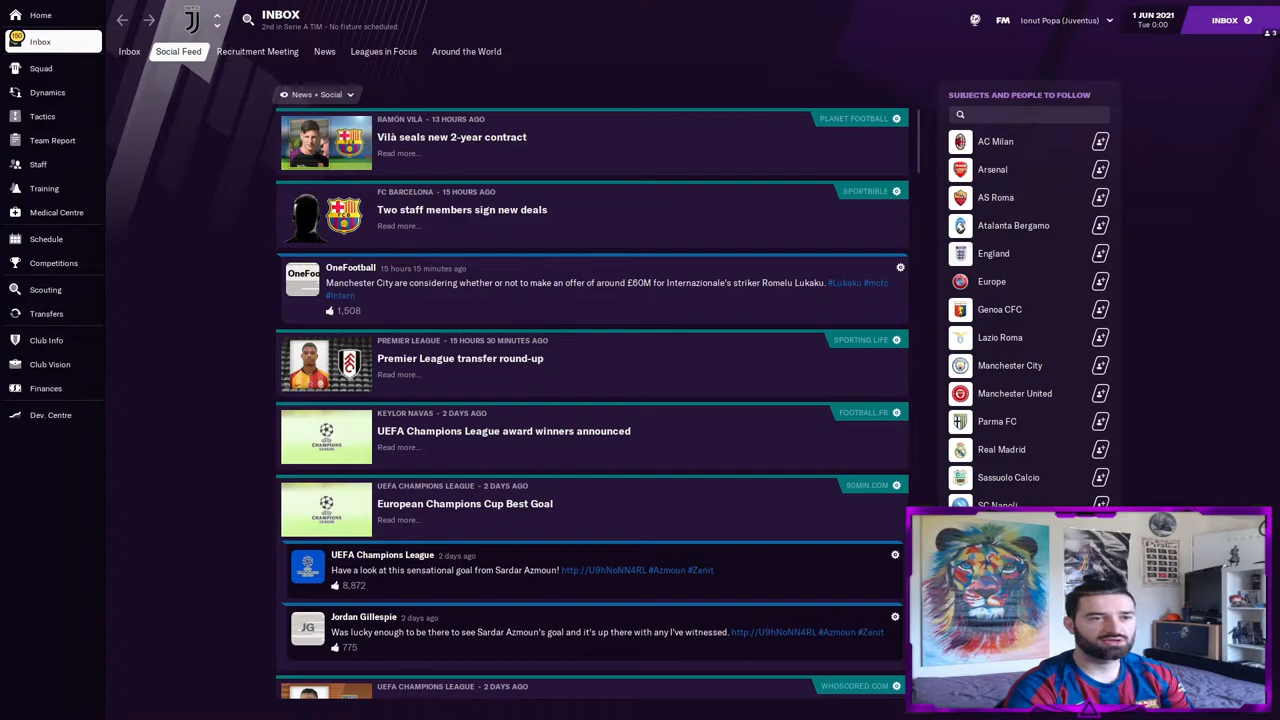 Home
150
Inbox
Squad
Dynamics
Tactics
Team Report
Staff
Training
Medical Centre
Schedule
Competitions
Scouting
Transfers
Club Info
Club Vision
Finances
Dev. Centre
INBOX
2nd in Serie A TIM - No fixture scheduled.
FM
Ionut Popa (Juventus)
1 JUN 2021
Tue 0:00
INBOX
3
Inbox
Social Feed
Recruitment Meeting
News
Leagues in Focus
Around the World
News + Social
RAMÓN VILÀ - 13 HOURS AGO
PLANET FOOTBALL
Vilà seals new 2-year contract
Read more...
FC BARCELONA - 15 HOURS AGO
SPORTBIBLE
Two staff members sign new deals
Read more...
OneFoo
OneFootball 15 hours 15 minutes ago
Manchester City are considering whether or not to make an offer of around £60M for Internazionale's striker Romelu Lukaku. #Lukaku #mcfc
#Intern
1,508
PREMIER LEAGUE - 15 HOURS 30 MINUTES AGO
SPORTING LIFE
Premier League transfer round-up
Read more...
KEYLOR NAVAS - 2 DAYS AGO
FOOTBALL.FR
UEFA Champions League award winners announced
Read more...
CHAMPIONS
LEAGUE
UEFA CHAMPIONS LEAGUE - 2 DAYS AGO
90MIN.COM
European Champions Cup Best Goal
Read more...
CHAMPIONS
LEAGUE
UEFA Champions League 2 days ago
Have a look at this sensational goal from Sardar Azmoun! http://U9hNoNN4RL #Azmoun #Zenit
8,872
JG
Jordan Gillespie 2 days ago
Was lucky enough to be there to see Sardar Azmoun's goal and it's up there with any I've witnessed. http://U9hNoNN4RL #Azmoun #Zenit
775
UEFA CHAMPIONS LEAGUE - 2 DAYS AGO
WHOSCORED.COM
SUBJECTS AND PEOPLE TO FOLLOW
AC Milan
Arsenal
AS Roma
Atalanta Bergamo
England
Europe
Genoa CFC
Lazio Roma
Manchester City
Manchester United
Parma FC
Real Madrid
Sassuolo Calcio
SC Napoli